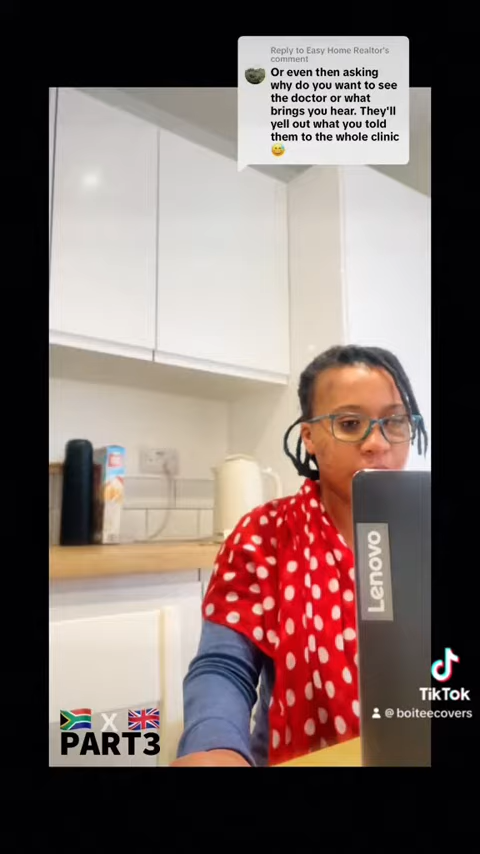 Reply to Easy Home Realtor's
comment
Or even then asking
why do you want to see
the doctor or what
brings you hear. They'll
yell out what you told
them to the whole clinic
😅
Lenovo
TikTok
@boiteecovers
🇿🇦 X 🇬🇧
PART3